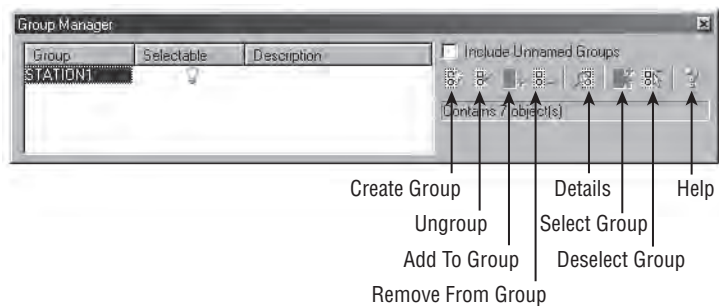 Group Manager
Group Selectable Description
STATION1
Include Unnamed Groups
Contains 7 object(s)
Create Group
Details
Help
Ungroup
Select Group
Add To Group
Deselect Group
Remove From Group